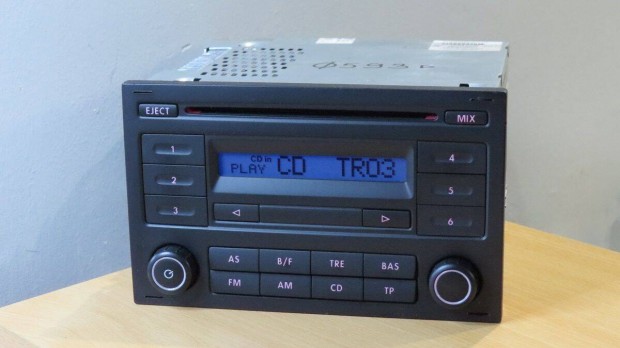 EJECT
MIX
CD in
PLAY CD TR03
1
2
3
4
5
6
AS B/F TRE BAS
FM AM CD TP